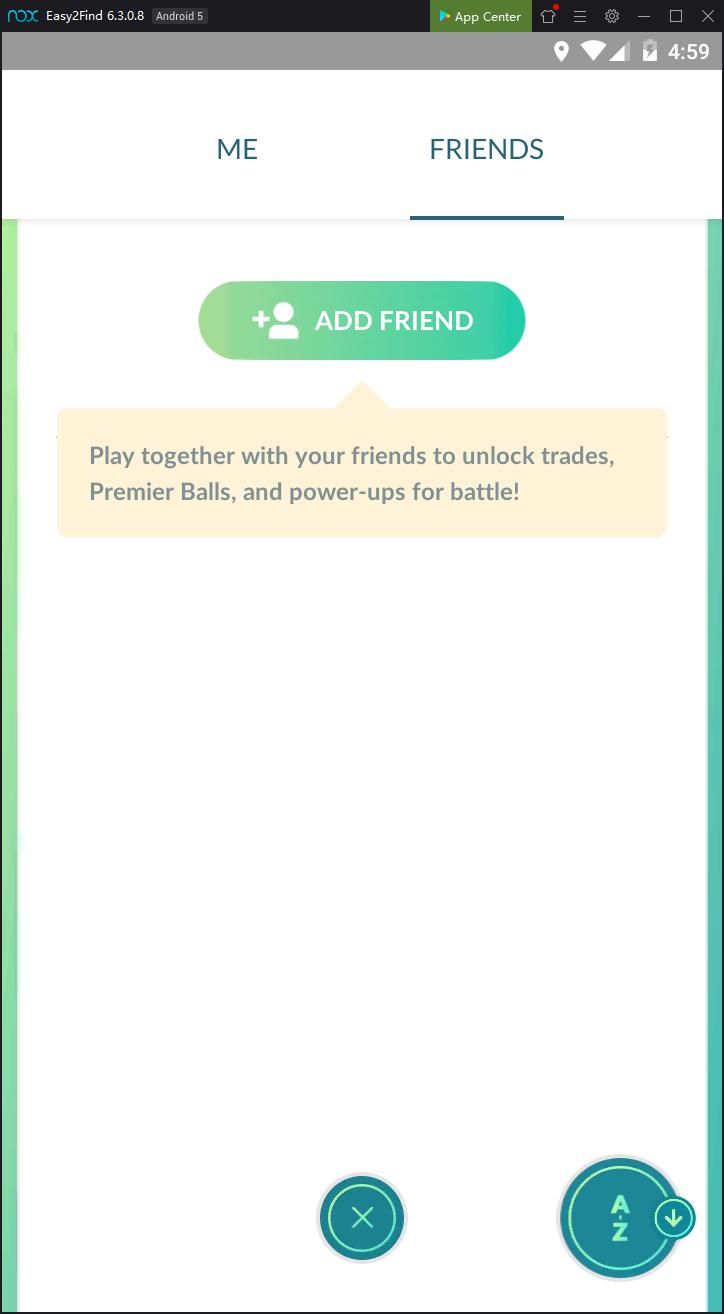 nox Easy2Find 6.3.0.8 Android 5 App Center
4:59
ME FRIENDS
ADD FRIEND
Play together with your friends to unlock trades,
Premier Balls, and power-ups for battle!
A
Z